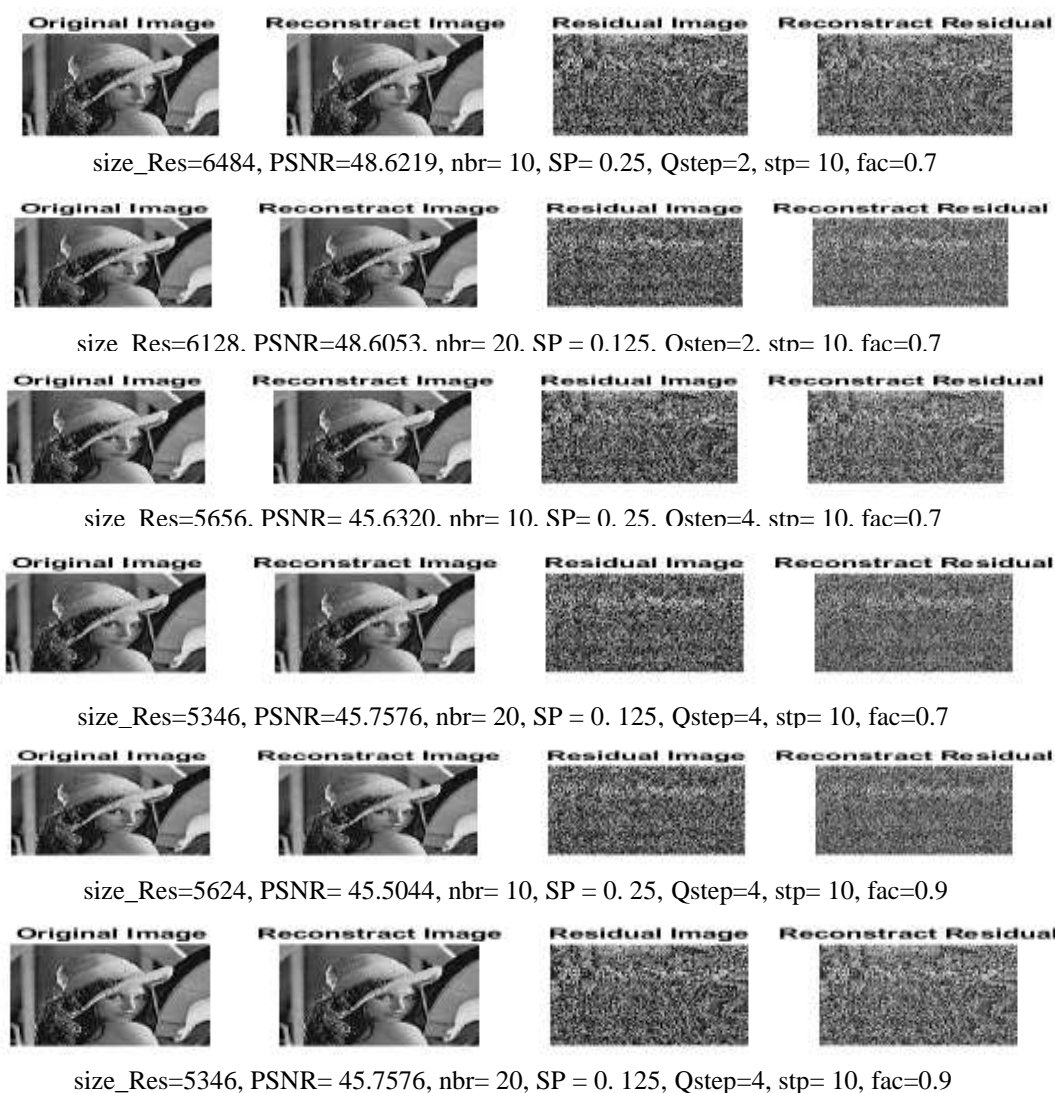 Original Image Reconstract Image Residual Image Reconstract Residual
size_Res=6484, PSNR=48.6219, nbr= 10, SP= 0.25, Qstep=2, stp= 10, fac=0.7
Original Image Reconstract Image Residual Image Reconstract Residual
size_Res=6128, PSNR=48.6053, nbr= 20, SP = 0.125, Qstep=2, stp= 10, fac=0.7
Original Image Reconstract Image Residual Image Reconstract Residual
size_Res=5656, PSNR= 45.6320, nbr= 10, SP= 0. 25, Qstep=4, stp= 10, fac=0.7
Original Image Reconstract Image Residual Image Reconstract Residual
size_Res=5346, PSNR=45.7576, nbr= 20, SP = 0. 125, Qstep=4, stp= 10, fac=0.7
Original Image Reconstract Image Residual Image Reconstract Residual
size_Res=5624, PSNR= 45.5044, nbr= 10, SP = 0. 25, Qstep=4, stp= 10, fac=0.9
Original Image Reconstract Image Residual Image Reconstract Residual
size_Res=5346, PSNR= 45.7576, nbr= 20, SP = 0. 125, Qstep=4, stp= 10, fac=0.9